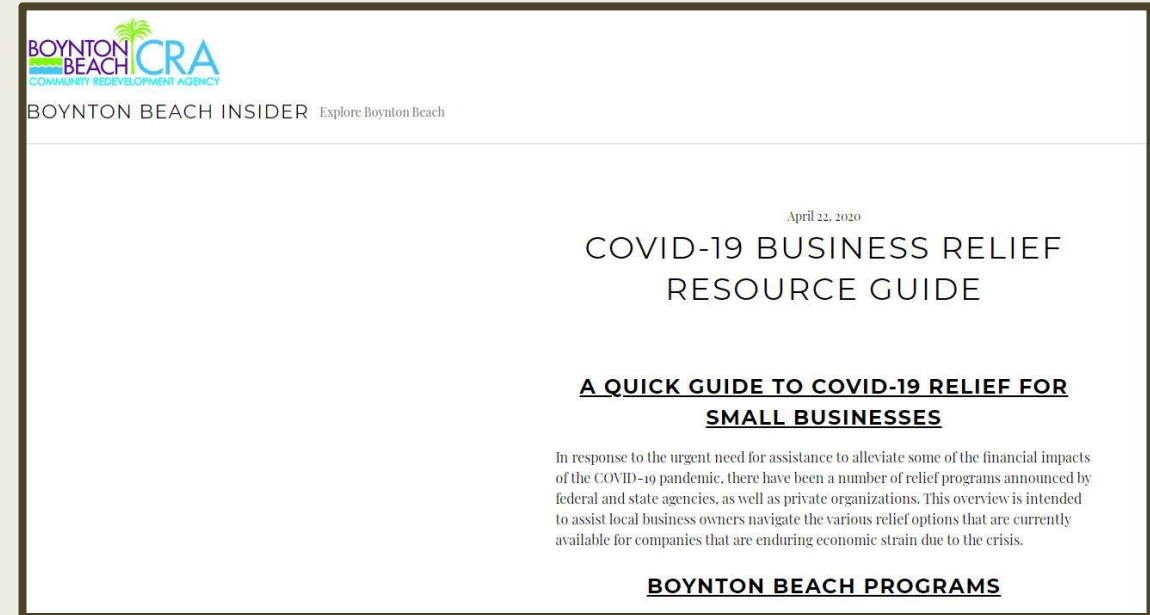 BOYNTON
BEACH
CRA
COMMUNITY REDEVELOPMENT AGENCY
BOYNTON BEACH INSIDER Explore Boynton Beach
April 22, 2020
COVID-19 BUSINESS RELIEF
RESOURCE GUIDE
A QUICK GUIDE TO COVID-19 RELIEF FOR
SMALL BUSINESSES
In response to the urgent need for assistance to alleviate some of the financial impacts
of the COVID-19 pandemic, there have been a number of relief programs announced by
federal and state agencies, as well as private organizations. This overview is intended
to assist local business owners navigate the various relief options that are currently
available for companies that are enduring economic strain due to the crisis.
BOYNTON BEACH PROGRAMS